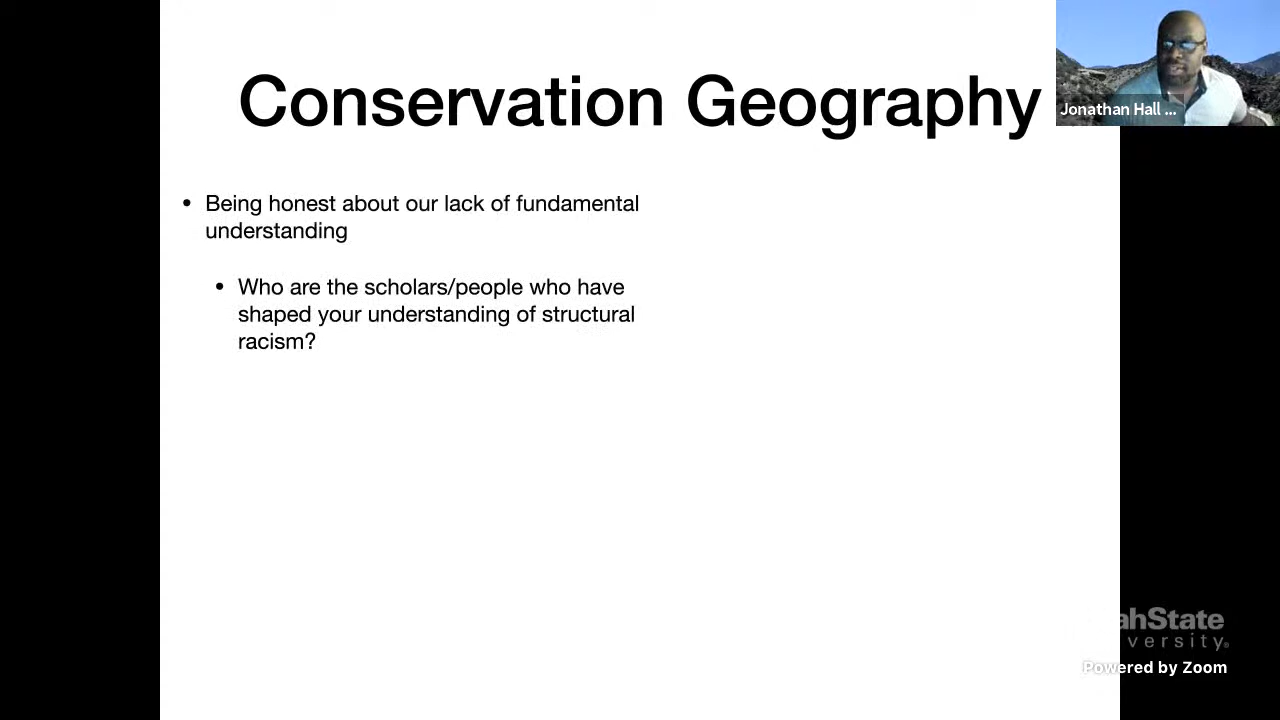 Conservation Geography
Jonathan Hall ...
• Being honest about our lack of fundamental
understanding
• Who are the scholars/people who have
shaped your understanding of structural
racism?
ahState
versity®
Powered by Zoom